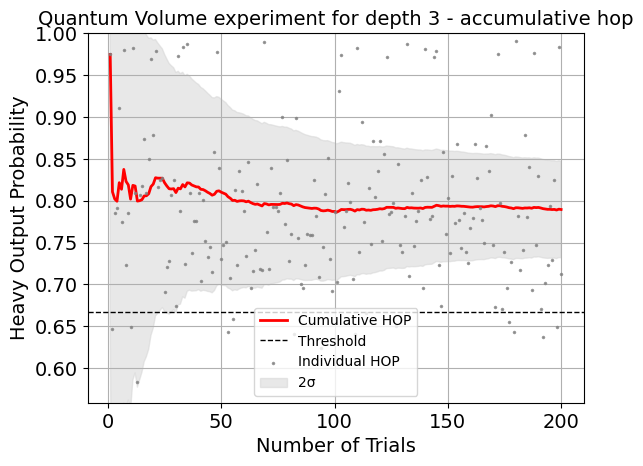 Quantum Volume experiment for depth 3 - accumulative hop
1.00
0.95
0.90
0.85
0.80
0.75
0.70
0.65
0.60
Heavy Output Probability
Cumulative HOP
Threshold
Individual HOP
2σ
0 50 100 150 200
Number of Trials